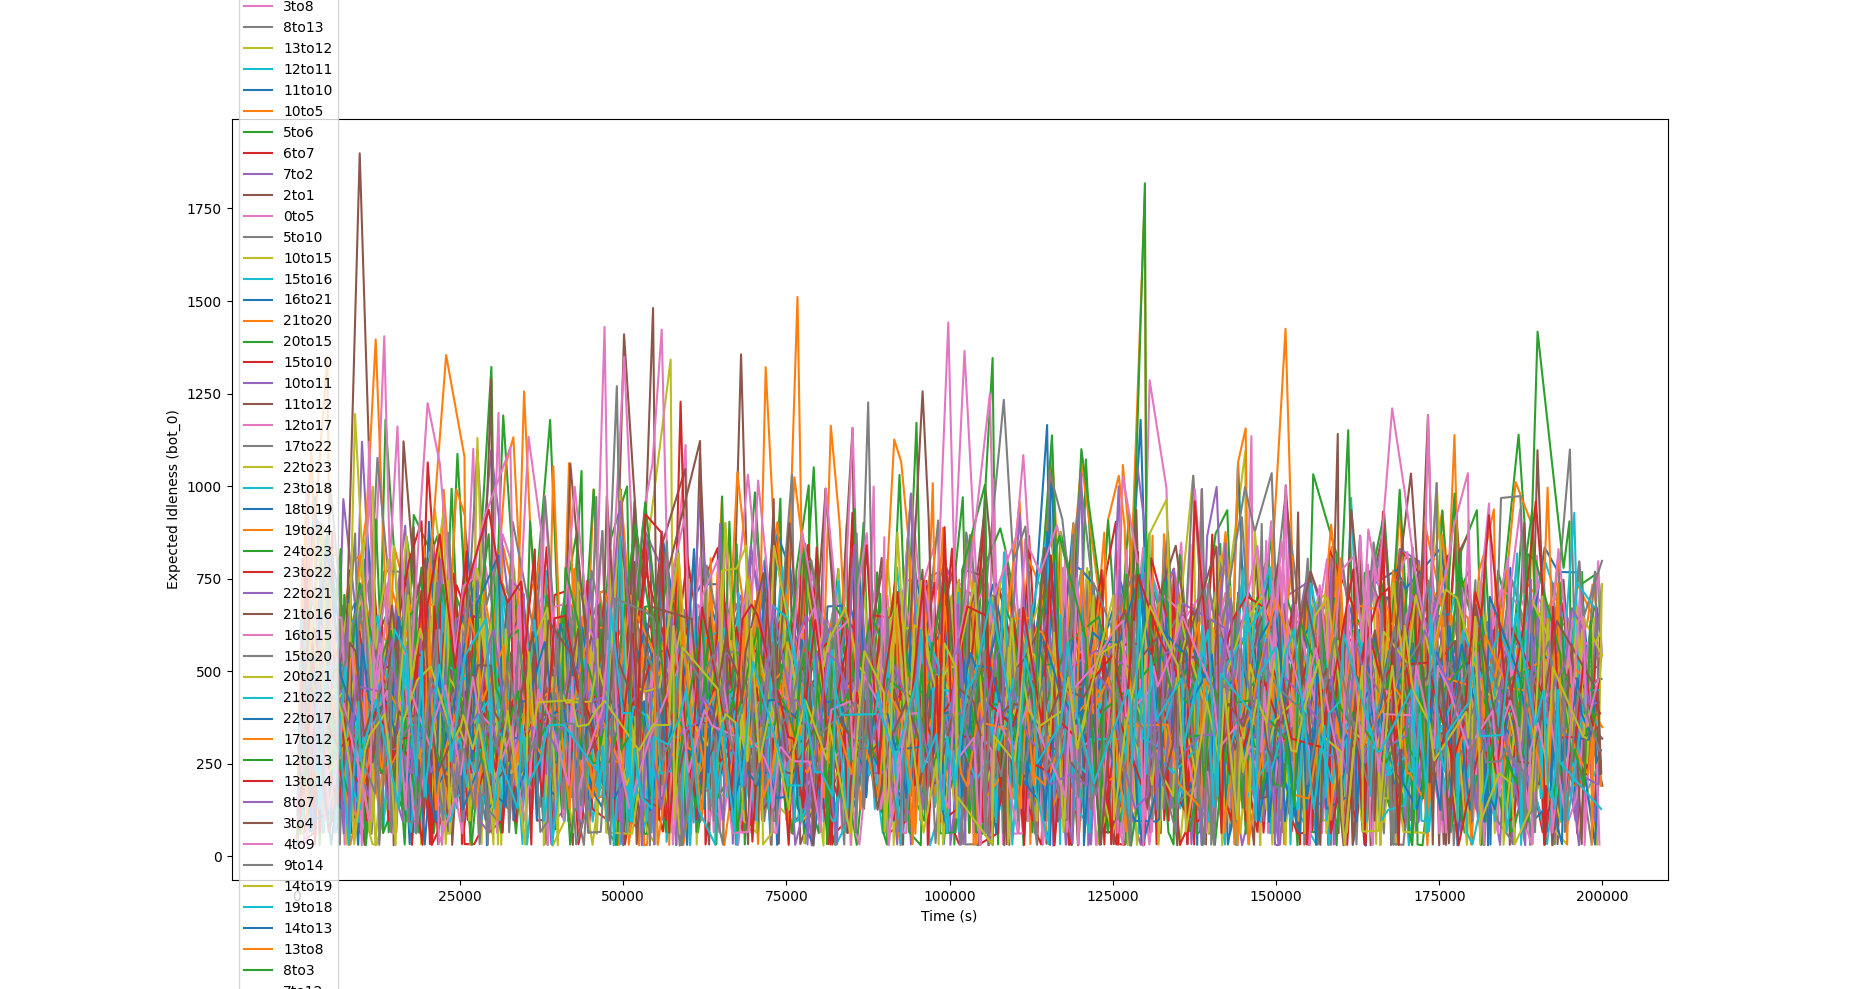 3to8
8to13
13to12
12to11
11to10
10to5
5to6
6to7
7to2
2to1
0to5
5to10
10to15
15to16
16to21
21to20
20to15
15to10
10to11
11to12
12to17
17to22
22to23
23to18
18to19
19to24
24to23
23to22
22to21
21to16
16to15
15to20
20to21
21to22
22to17
17to12
12to13
13to14
8to7
3to4
4to9
9to14
14to19
19to18
14to13
13to8
8to3
Expected Idleness (bot_0)
1750
1500
1250
1000
750
500
250
0
25000
50000
75000
100000
125000
150000
175000
200000
Time (s)